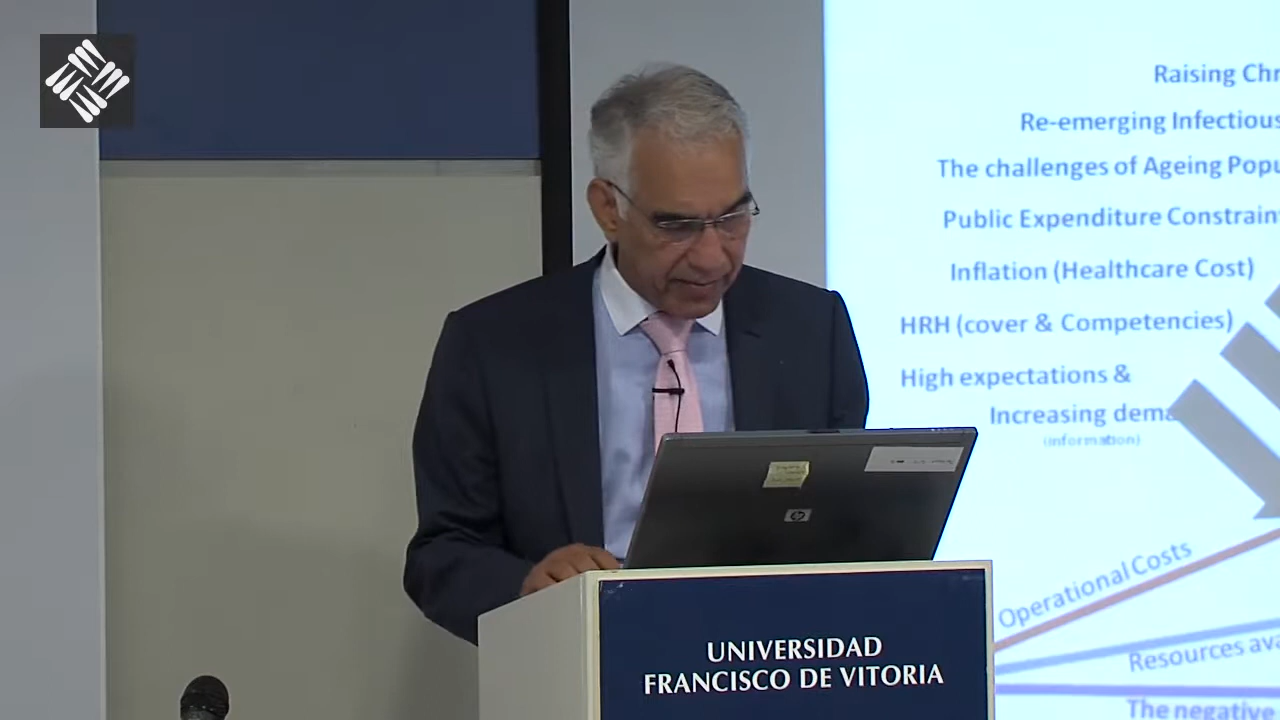 Raising Chr
Re-emerging Infectious
The challenges of Ageing Popu
Public Expenditure Constrain
Inflation (Healthcare Cost)
HRH (cover & Competencies)
High expectations &
Increasing dema
(information)
Operational Costs
Resources ava
The negative
hp
UNIVERSIDAD
FRANCISCO DE VITORIA